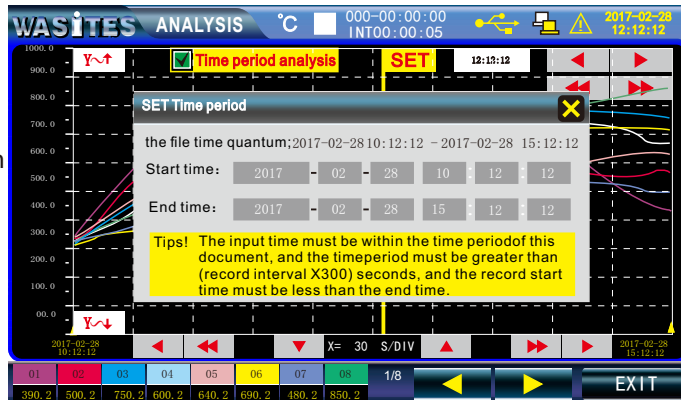 WASITES ANALYSIS ℃ 000-00:00:00 2017-02-28
INT00:00:05 12:12:12
1000.0
Y Time period analysis SET 12:12:12
900.0
800.0
SET Time period
700.0
the file time quantum;2017-02-28 10:12:12 - 2017-02-28 15:12:12
600.0
Start time: 2017 - 02 - 28 10 : 12 : 12
500.0
400.0
End time: 2017 - 02 - 28 15 : 12 : 12
300.0
Tips! The input time must be within the time periodof this
document, and the timeperiod must be greater than
200.0
(record interval X300) seconds, and the record start
100.0
time must be less than the end time.
00.0
Y
2017-02-28 X= 30 S/DIV 2017-02-28
10:12:12 15:12:12
01 02 03 04 05 06 07 08 1/8 EXIT
390.2 500.2 750.2 600.2 640.2 690.2 480.2 850.2